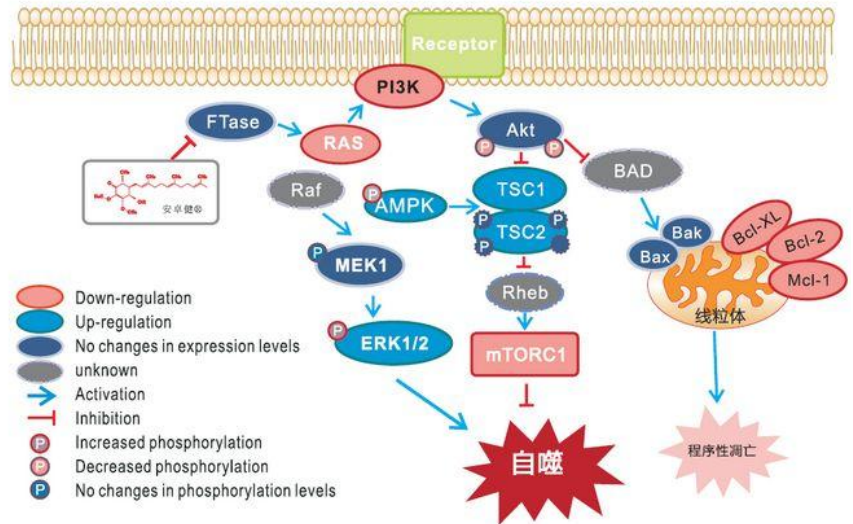 Receptor
PI3K
FTase
RAS
Akt
P
P
BAD
Raf
P
AMPK
TSC1
TSC2
P
P
P
安卓健®
P
MEK1
Rheb
Bak
Bax
Bcl-XL
Bcl-2
Mcl-1
线粒体
P
ERK1/2
mTORC1
自噬
程序性凋亡
Down-regulation
Up-regulation
No changes in expression levels
unknown
Activation
Inhibition
P Increased phosphorylation
P Decreased phosphorylation
P No changes in phosphorylation levels